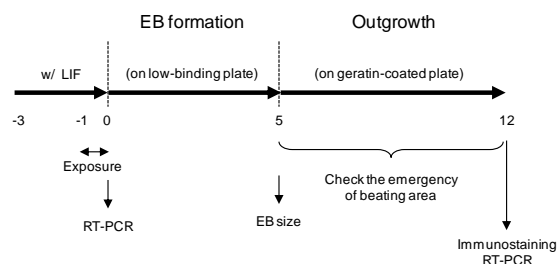 EB formation Outgrowth
w/ LIF (on low-binding plate) (on geratin-coated plate)
-3 -1 0 5 12
Exposure
Check the emergency
of beating area
RT-PCR EB size
Immunostaining
RT-PCR